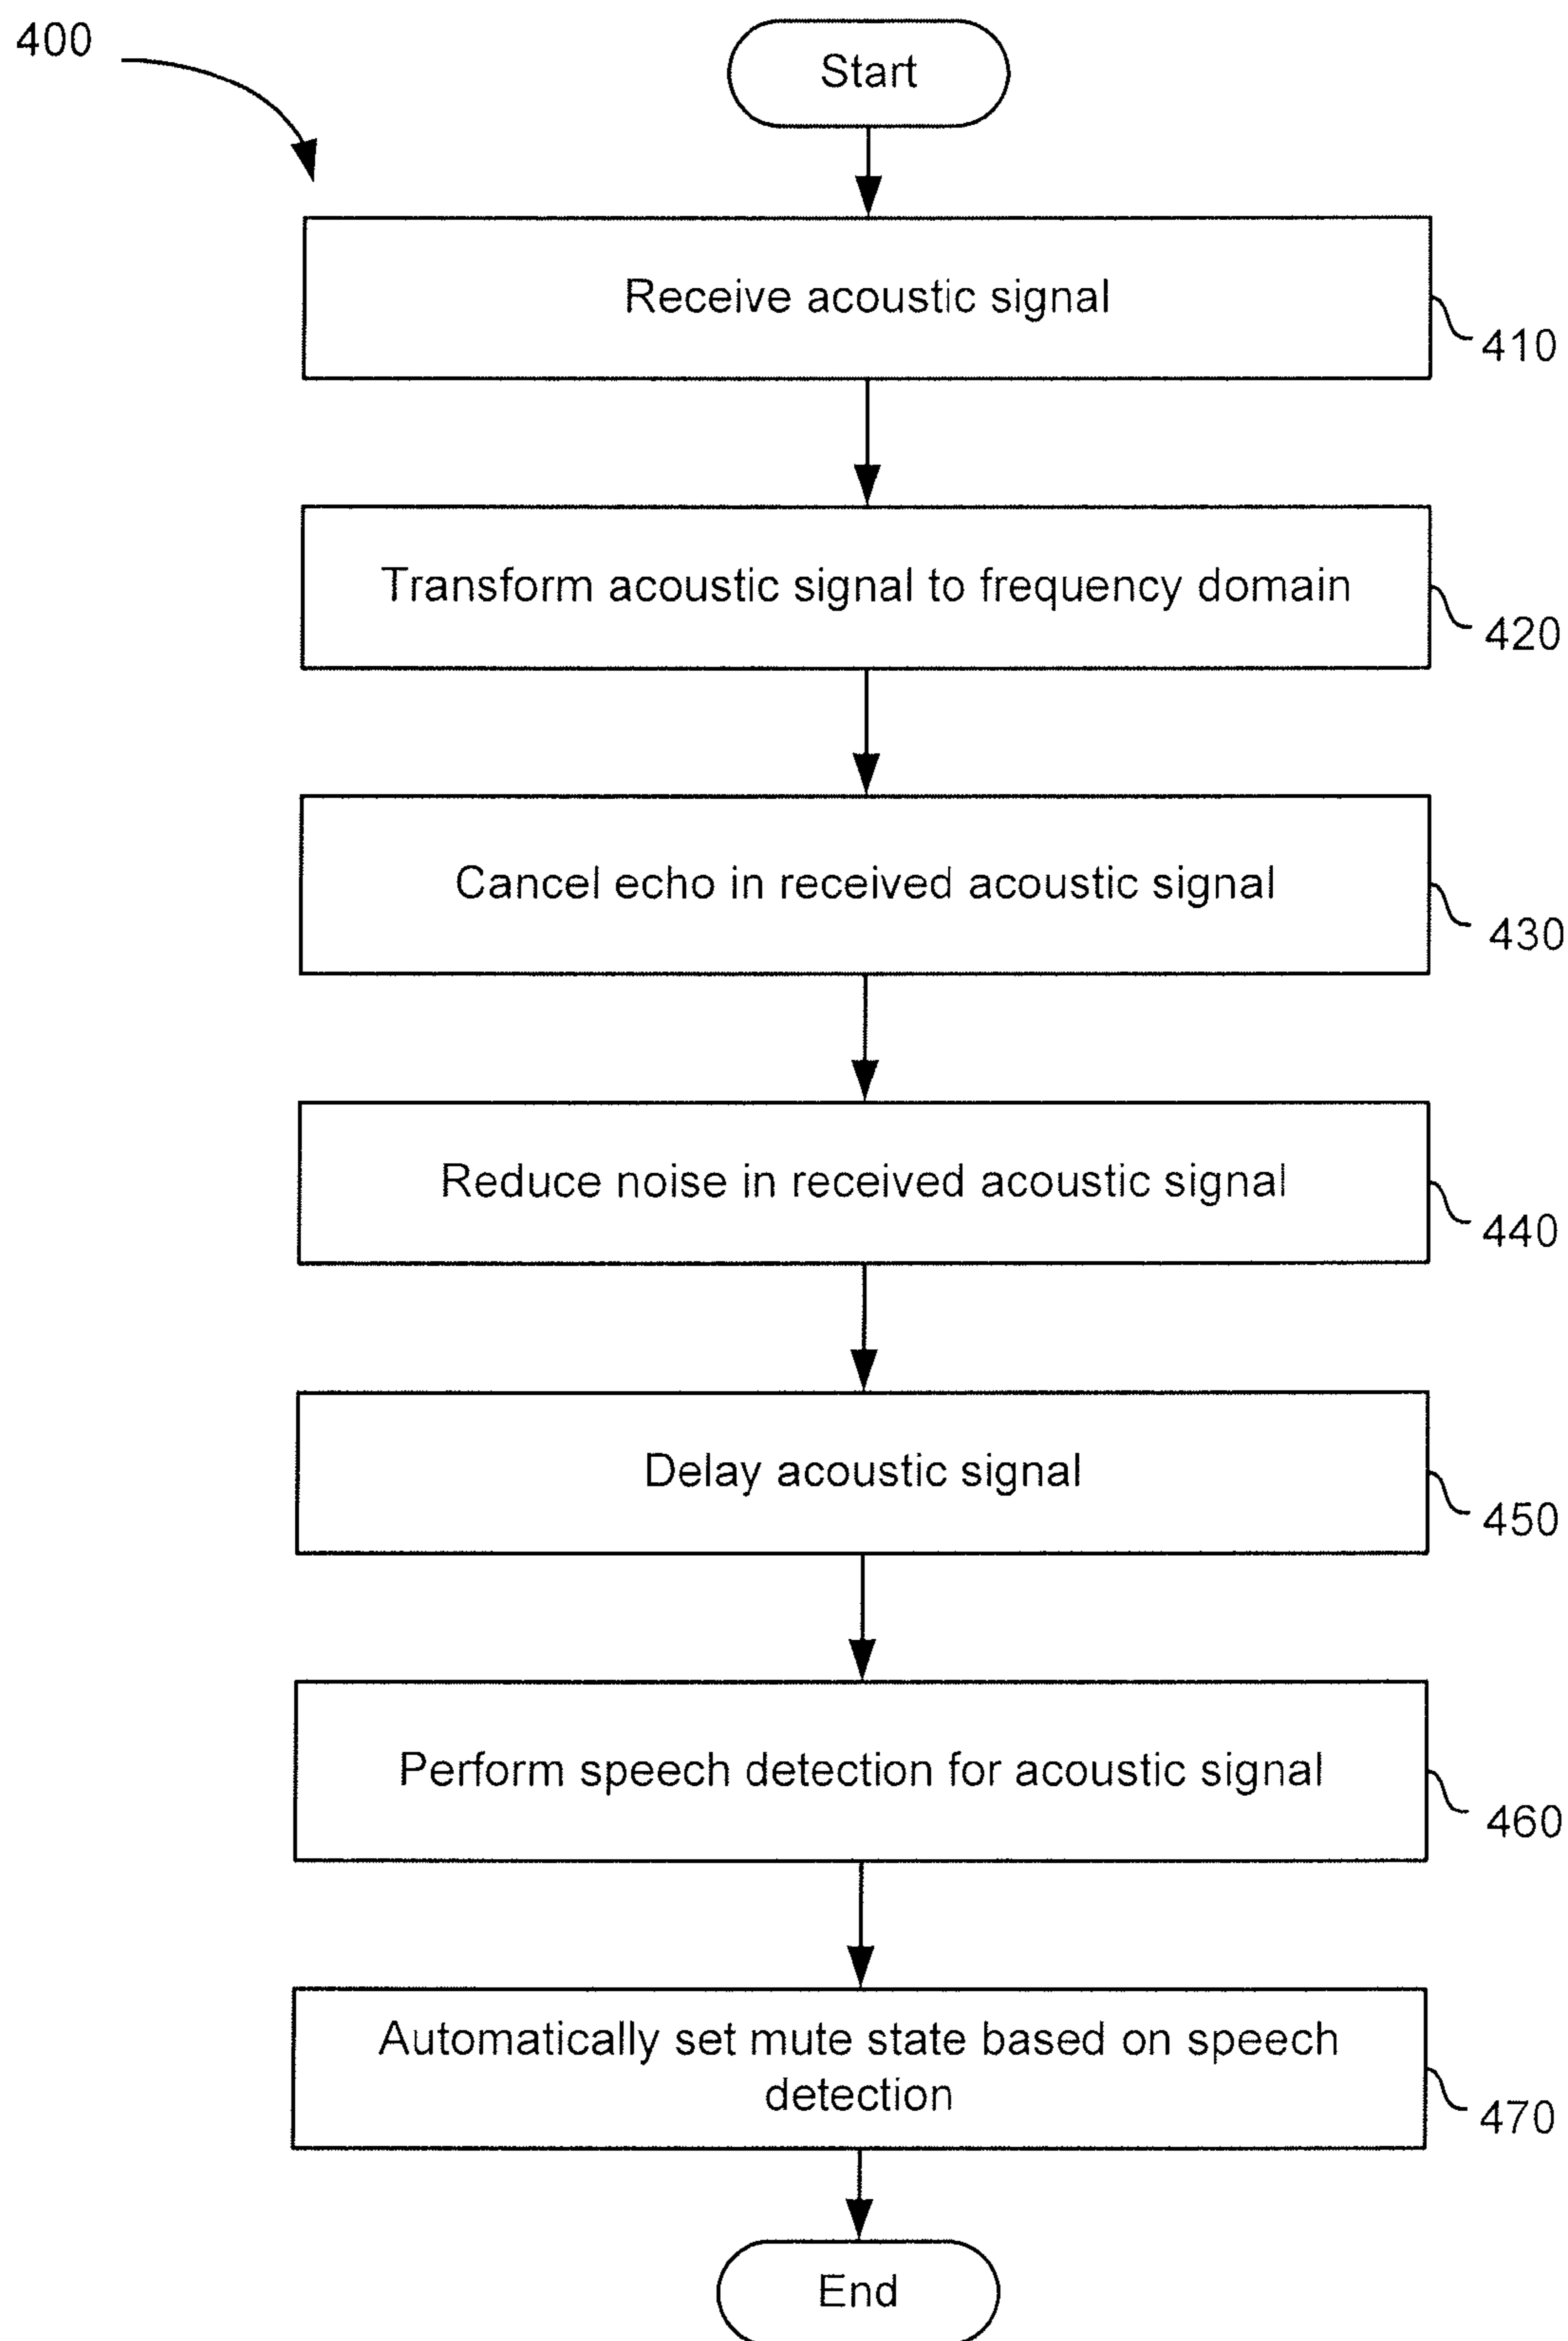 400
Start
Receive acoustic signal
410
Transform acoustic signal to frequency domain
420
Cancel echo in received acoustic signal
430
Reduce noise in received acoustic signal
440
Delay acoustic signal
450
Perform speech detection for acoustic signal
460
Automatically set mute state based on speech
detection
470
End